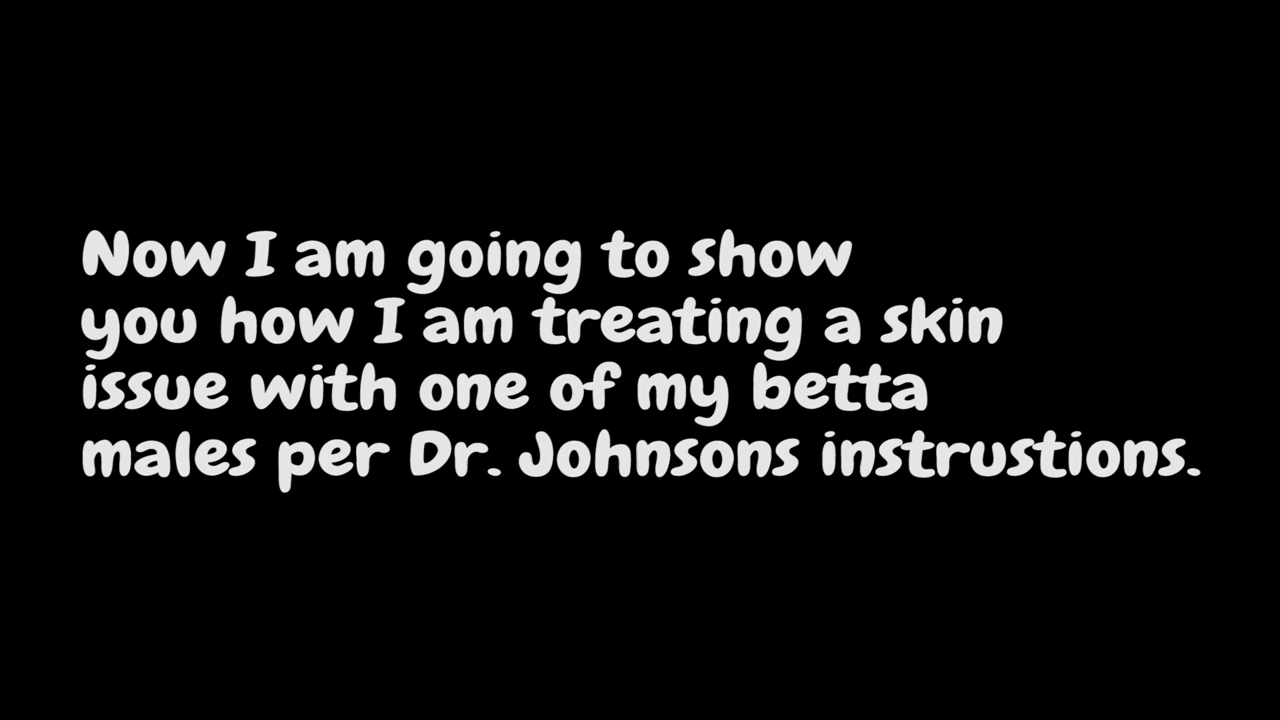 Now I am going to show
you how I am treating a skin
issue with one of my betta
males per Dr. Johnsons instrustions.